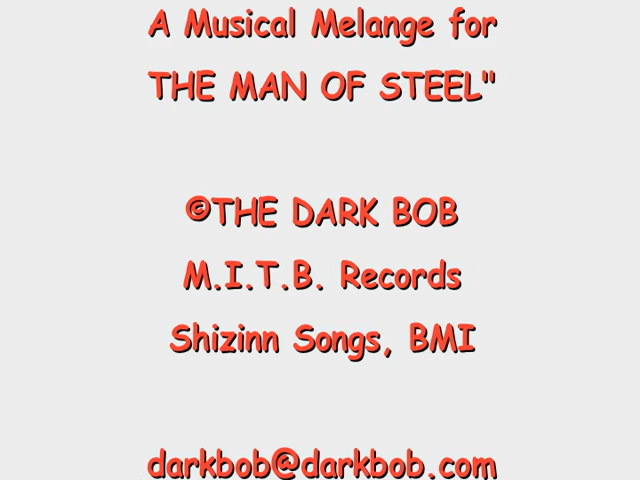 A Musical Melange for
THE MAN OF STEEL"
©THE DARK BOB
M.I.T.B. Records
Shizinn Songs, BMI
darkbob@darkbob.com